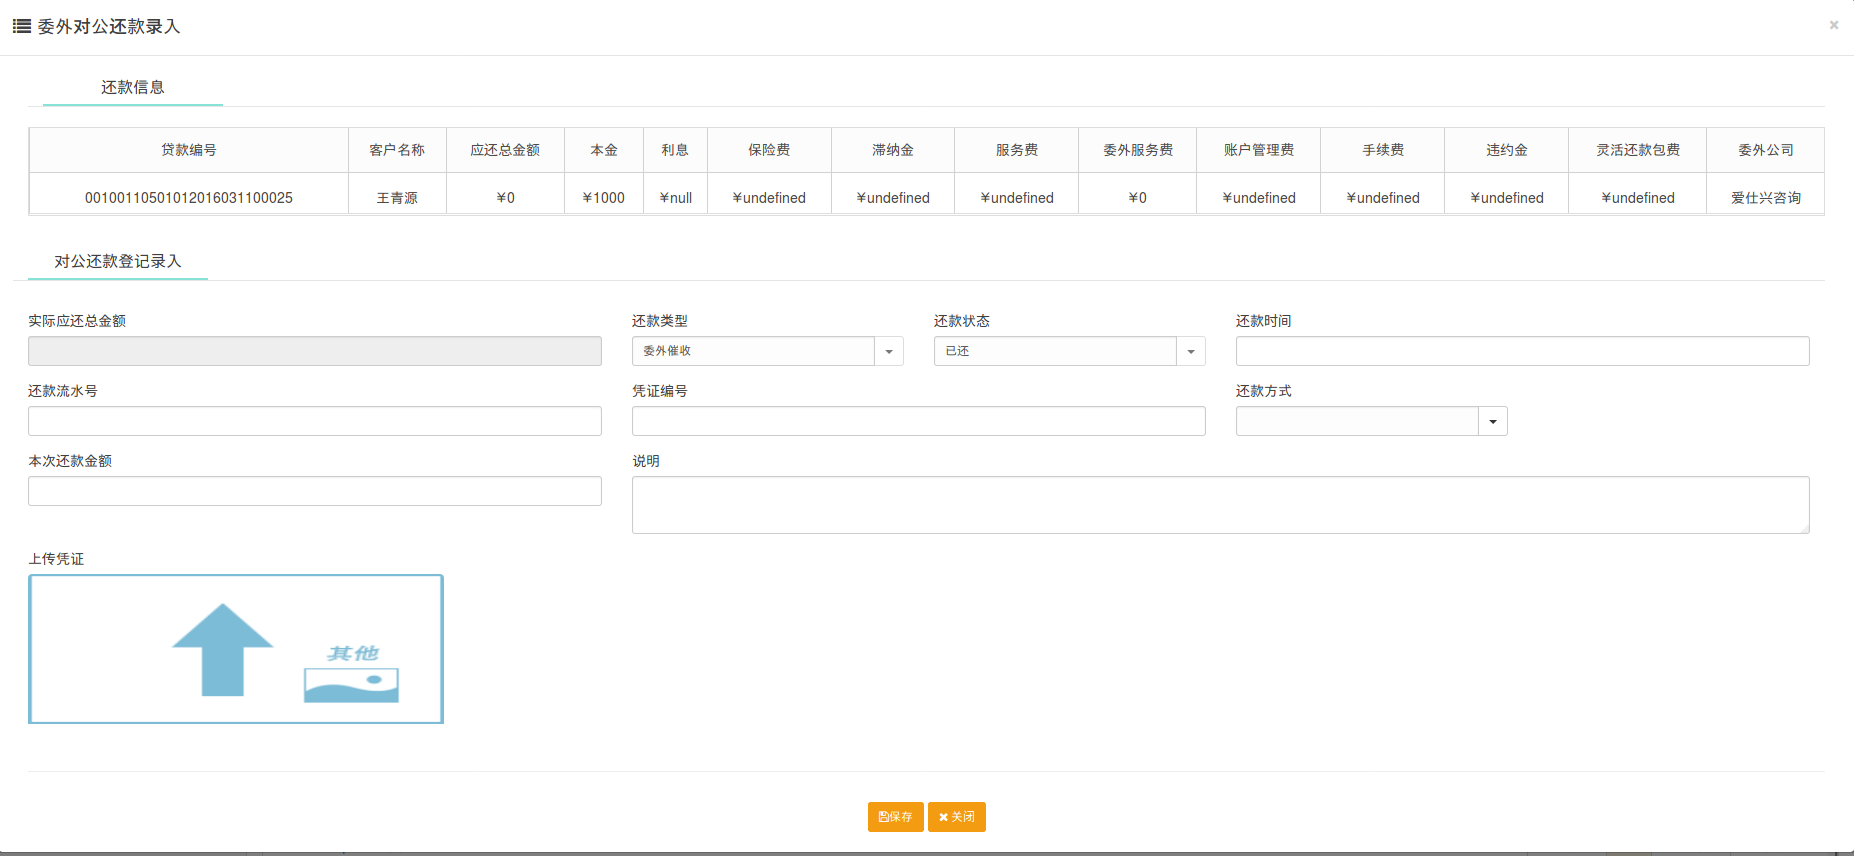 委外对公还款录入
×
还款信息
贷款编号 客户名称 应还总金额 本金 利息 保险费 滞纳金 服务费 委外服务费 账户管理费 手续费 违约金 灵活还款包费 委外公司
00100110501012016031100025 王青源 ¥0 ¥1000 ¥null ¥undefined ¥undefined ¥undefined ¥0 ¥undefined ¥undefined ¥undefined ¥undefined 爱仕兴咨询
对公还款登记录入
实际应还总金额 还款类型 还款状态 还款时间
委外催收 已还
还款流水号 凭证编号 还款方式
本次还款金额 说明
上传凭证
其他
保存 关闭